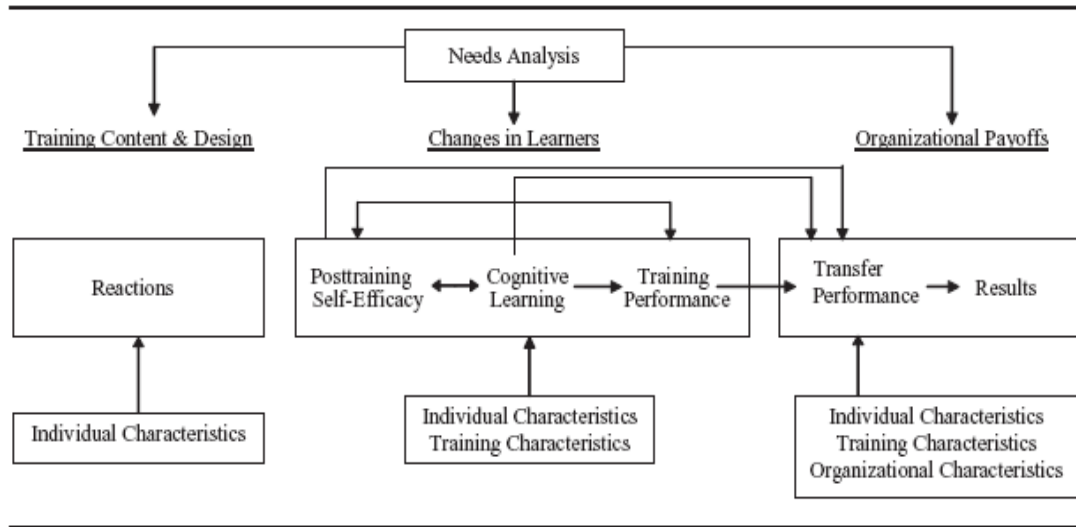 Needs Analysis
Training Content & Design
Changes in Learners
Organizational Payoffs
Reactions
Posttraining
Self-Efficacy
Cognitive
Learning
Training
Performance
Transfer
Performance
Results
Individual Characteristics
Individual Characteristics
Training Characteristics
Individual Characteristics
Training Characteristics
Organizational Characteristics